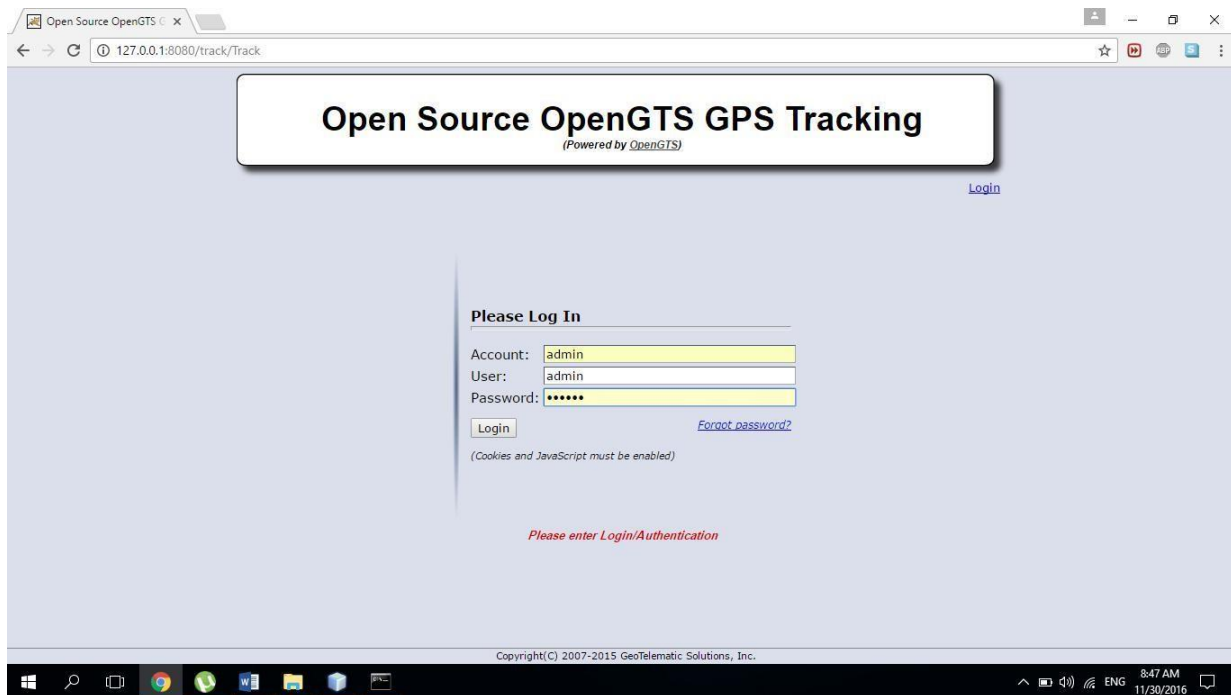 Open Source OpenGTS G
127.0.0.1:8080/track/Track
ABP
S
Open Source OpenGTS GPS Tracking
(Powered by OpenGTS)
Login
Please Log In
Account: admin
User: admin
Password: ••••••
Login Forgot password?
(Cookies and JavaScript must be enabled)
Please enter Login/Authentication
Copyright(C) 2007-2015 GeoTelematic Solutions, Inc.
ENG 8:47 AM
11/30/2016